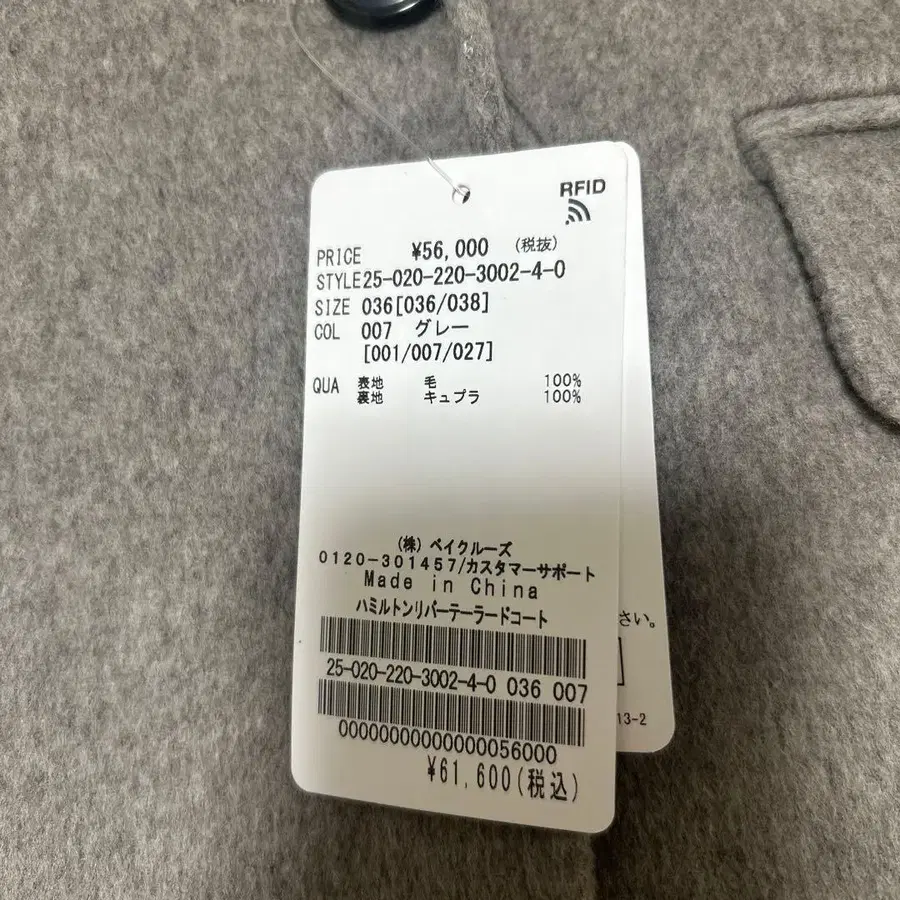 RFID
PRICE ¥56,000 (税抜)
STYLE25-020-220-3002-4-0
SIZE 036[036/038]
COL 007 グレー
[001/007/027]
QUA 表地 毛 100%
裏地 キュプラ 100%
(株) ベイクルーズ
0120-301457/カスタマーサポート
Made in China
ハミルトンリバーテーラードコート
25-020-220-3002-4-0 036 007
00000000000000056000
¥61,600(税込)
さい。
13-2